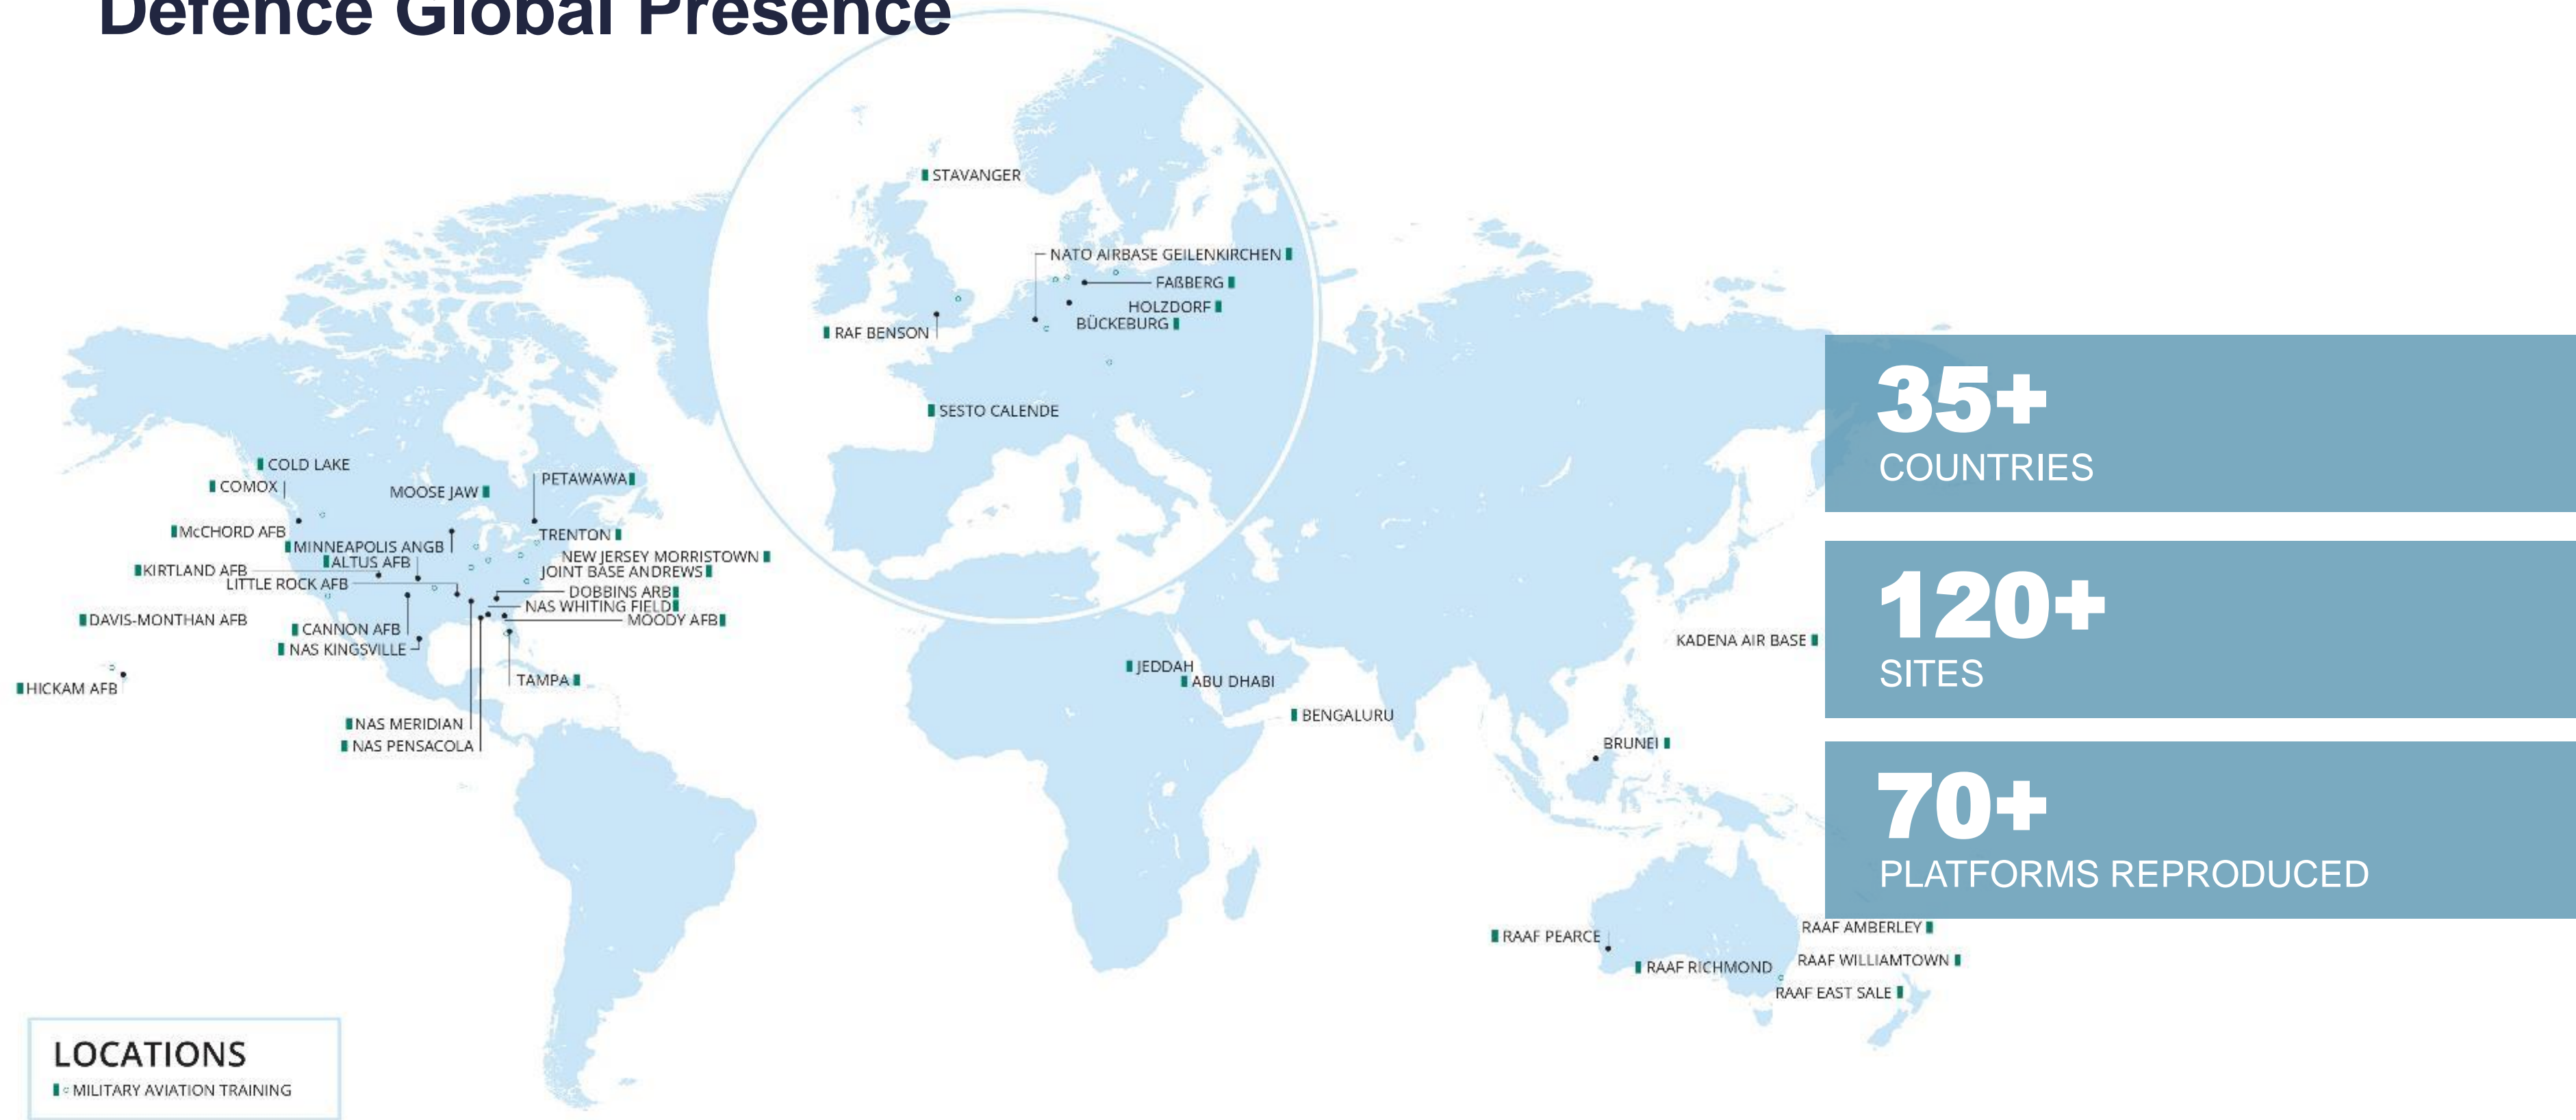 Defence Global Presence
STAVANGER
NATO AIRBASE GEILENKIRCHEN
FAßBERG
HOLZDORF
BÜCKEBURG
RAF BENSON
SESTO CALENDE
COLD LAKE
COMOX
MOOSE JAW
PETAWAWA
McCHORD AFB
TRENTON
MINNEAPOLIS ANGB
NEW JERSEY MORRISTOWN
ALTUS AFB
KIRTLAND AFB
JOINT BASE ANDREWS
LITTLE ROCK AFB
DOBBINS ARB
NAS WHITING FIELD
DAVIS-MONTHAN AFB
MOODY AFB
CANNON AFB
NAS KINGSVILLE
HICKAM AFB
TAMPA
NAS MERIDIAN
NAS PENSACOLA
JEDDAH
ABU DHABI
BENGALURU
KADENA AIR BASE
BRUNEI
RAAF PEARCE
RAAF RICHMOND
RAAF AMBERLEY
RAAF WILLIAMTOWN
RAAF EAST SALE
35+
COUNTRIES
120+
SITES
70+
PLATFORMS REPRODUCED
LOCATIONS
MILITARY AVIATION TRAINING